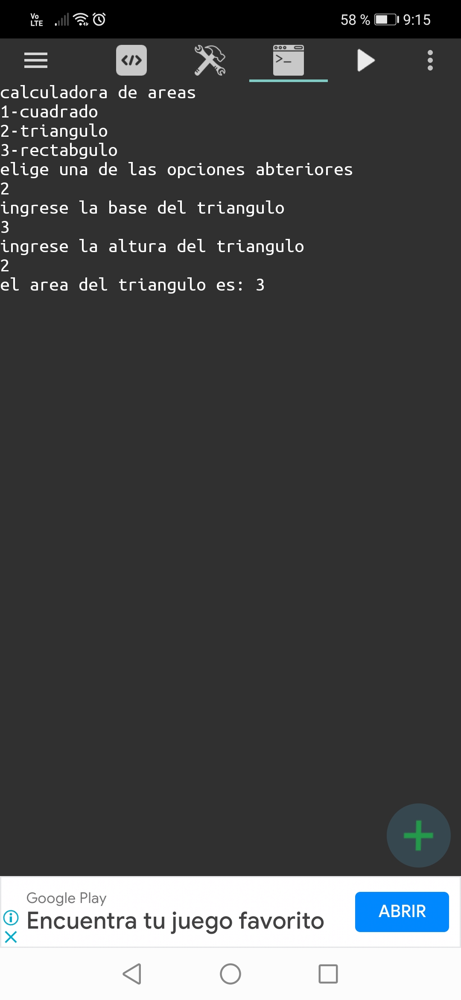 Vo
LTE
58 % 9:15
</>
>_
calculadora de areas
1-cuadrado
2-triangulo
3-rectabgulo
elige una de las opciones abteriores
2
ingrese la base del triangulo
3
ingrese la altura del triangulo
2
el area del triangulo es: 3
Google Play
Encuentra tu juego favorito
ABRIR